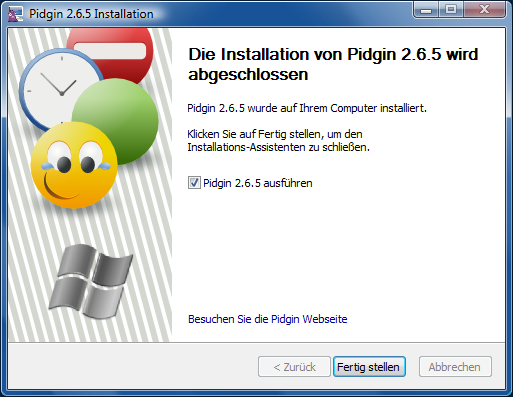 Pidgin 2.6.5 Installation
Die Installation von Pidgin 2.6.5 wird
abgeschlossen
Pidgin 2.6.5 wurde auf Ihrem Computer installiert.
Klicken Sie auf Fertig stellen, um den
Installations-Assistenten zu schließen.
Pidgin 2.6.5 ausführen
Besuchen Sie die Pidgin Webseite
< Zurück
Fertig stellen
Abbrechen